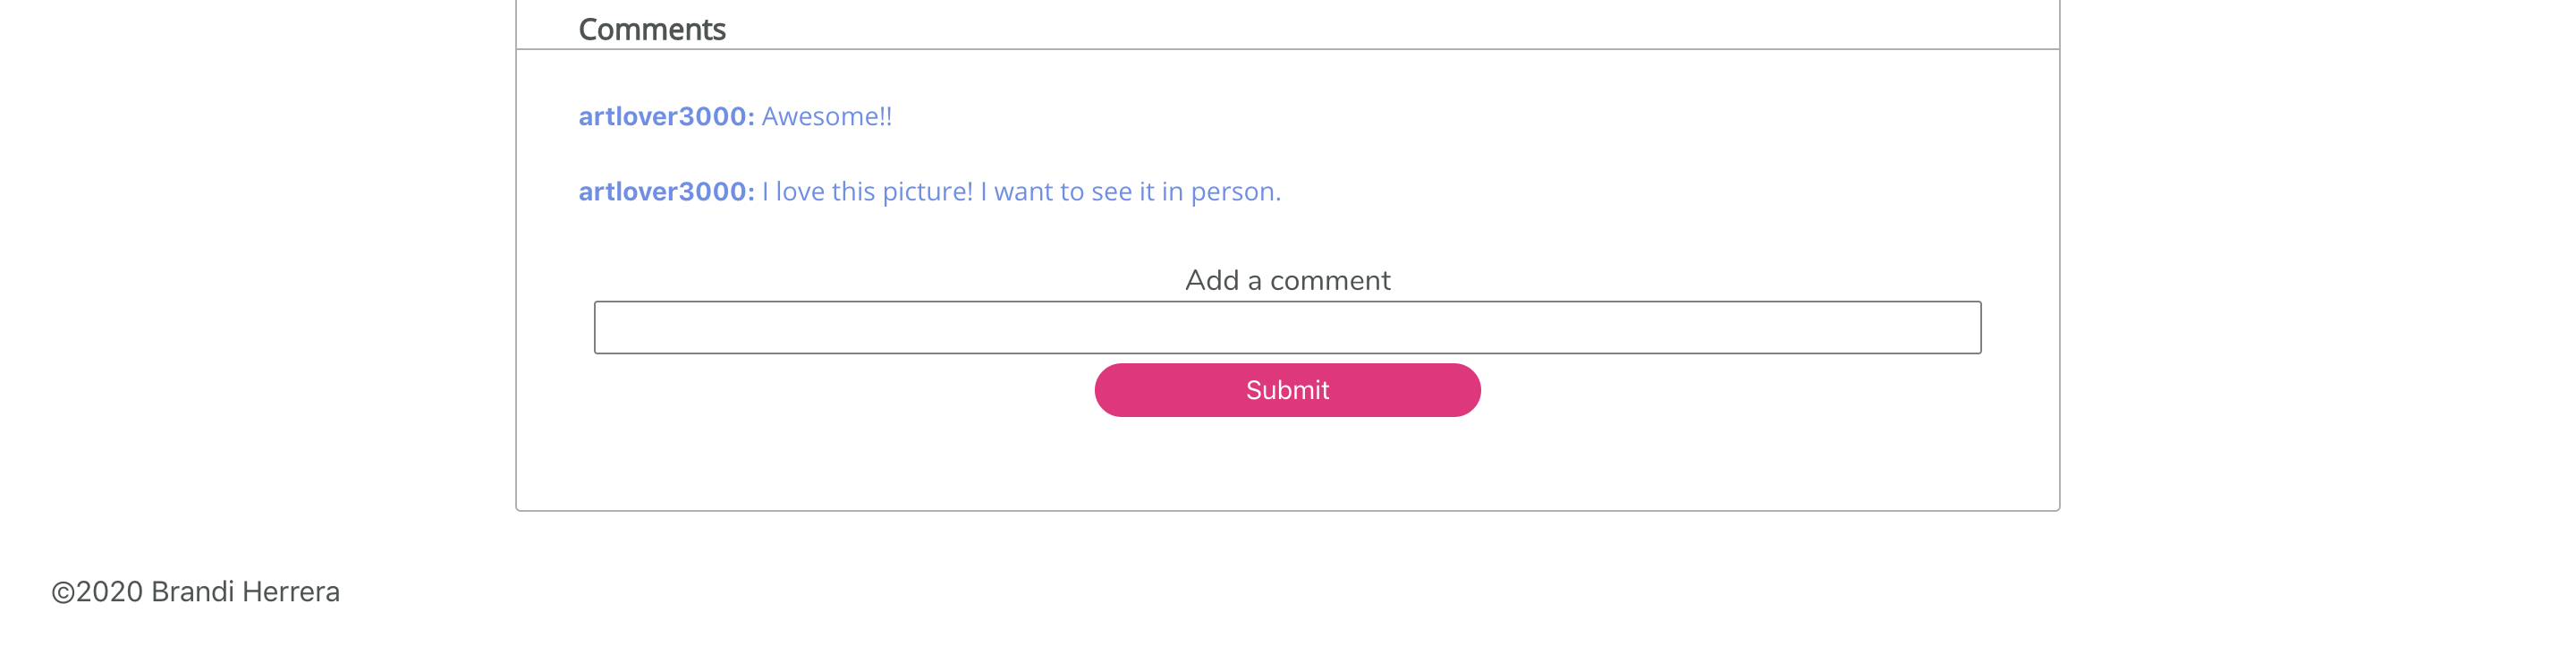 Comments
artlover3000: Awesome!!
artlover3000: I love this picture! I want to see it in person.
Add a comment
Submit
©2020 Brandi Herrera